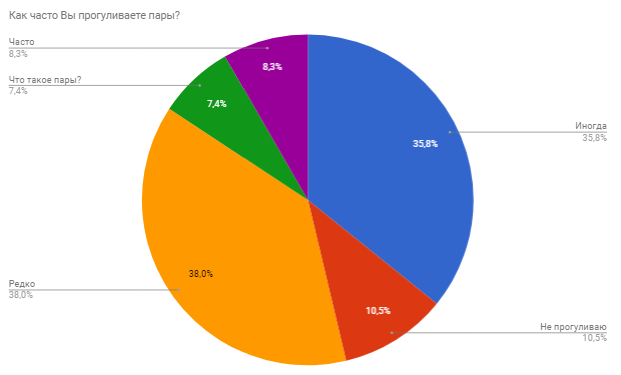 Как часто Вы прогуливаете пары?
Часто
8,3%
8,3%
Что такое пары?
7,4%
7,4%
Иногда
35,8%
35,8%
Редко
38,0%
38,0%
Не прогуливаю
10,5%
10,5%